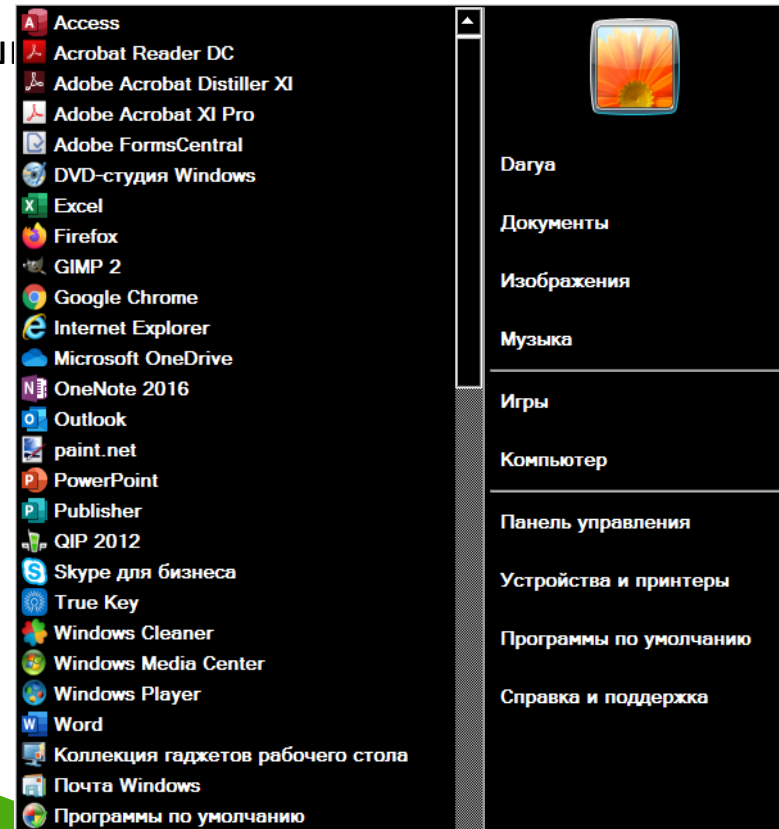 Access
Acrobat Reader DC
Adobe Acrobat Distiller XI
Adobe Acrobat XI Pro
Adobe FormsCentral
DVD-студия Windows
Excel
Firefox
GIMP 2
Google Chrome
Internet Explorer
Microsoft OneDrive
OneNote 2016
Outlook
paint.net
PowerPoint
Publisher
QIP 2012
Skype для бизнеса
True Key
Windows Cleaner
Windows Media Center
Windows Player
Word
Коллекция гаджетов рабочего стола
Почта Windows
Программы по умолчанию
Darya
Документы
Изображения
Музыка
Игры
Компьютер
Панель управления
Устройства и принтеры
Программы по умолчанию
Справка и поддержка